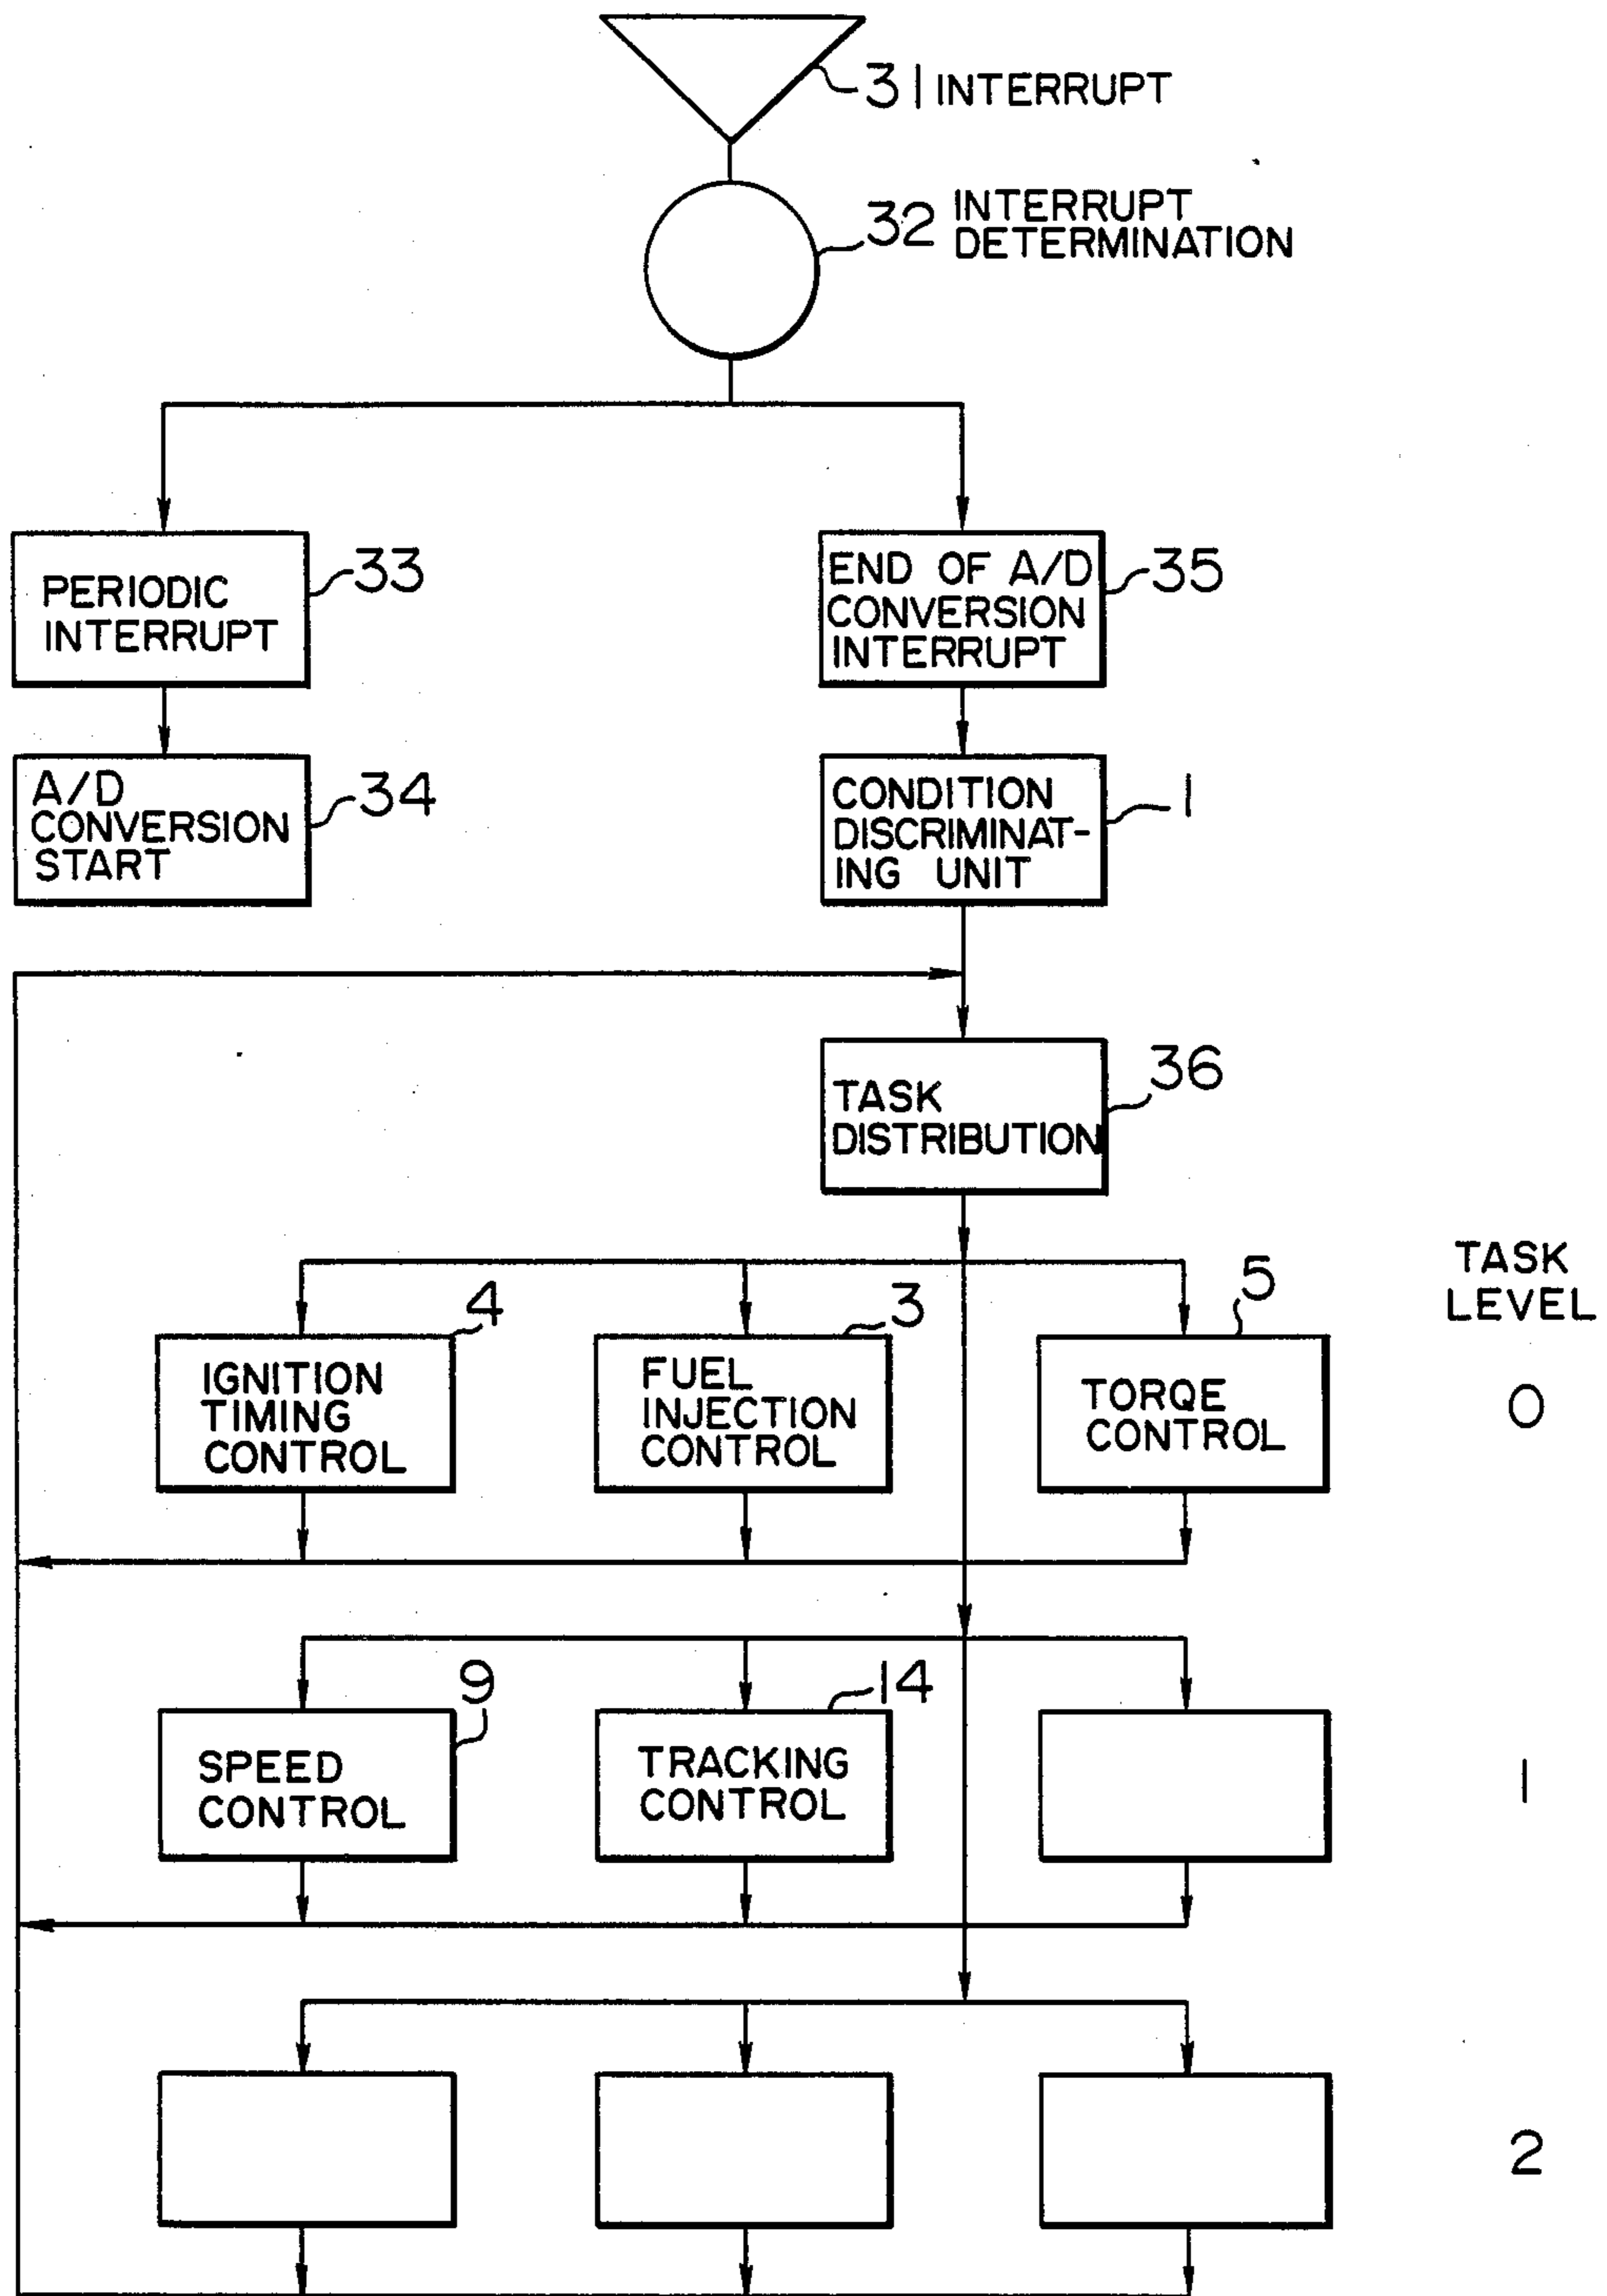 31 INTERRUPT
32 INTERRUPT
DETERMINATION
PERIODIC
INTERRUPT
33
END OF A/D
CONVERSION
INTERRUPT
35
A/D
CONVERSION
START
34
CONDITION
DISCRIMINAT-
ING UNIT
1
TASK
DISTRIBUTION
36
TASK
LEVEL
4
3
5
IGNITION
TIMING
CONTROL
FUEL
INJECTION
CONTROL
TORQE
CONTROL
0
9
14
SPEED
CONTROL
TRACKING
CONTROL
1
2